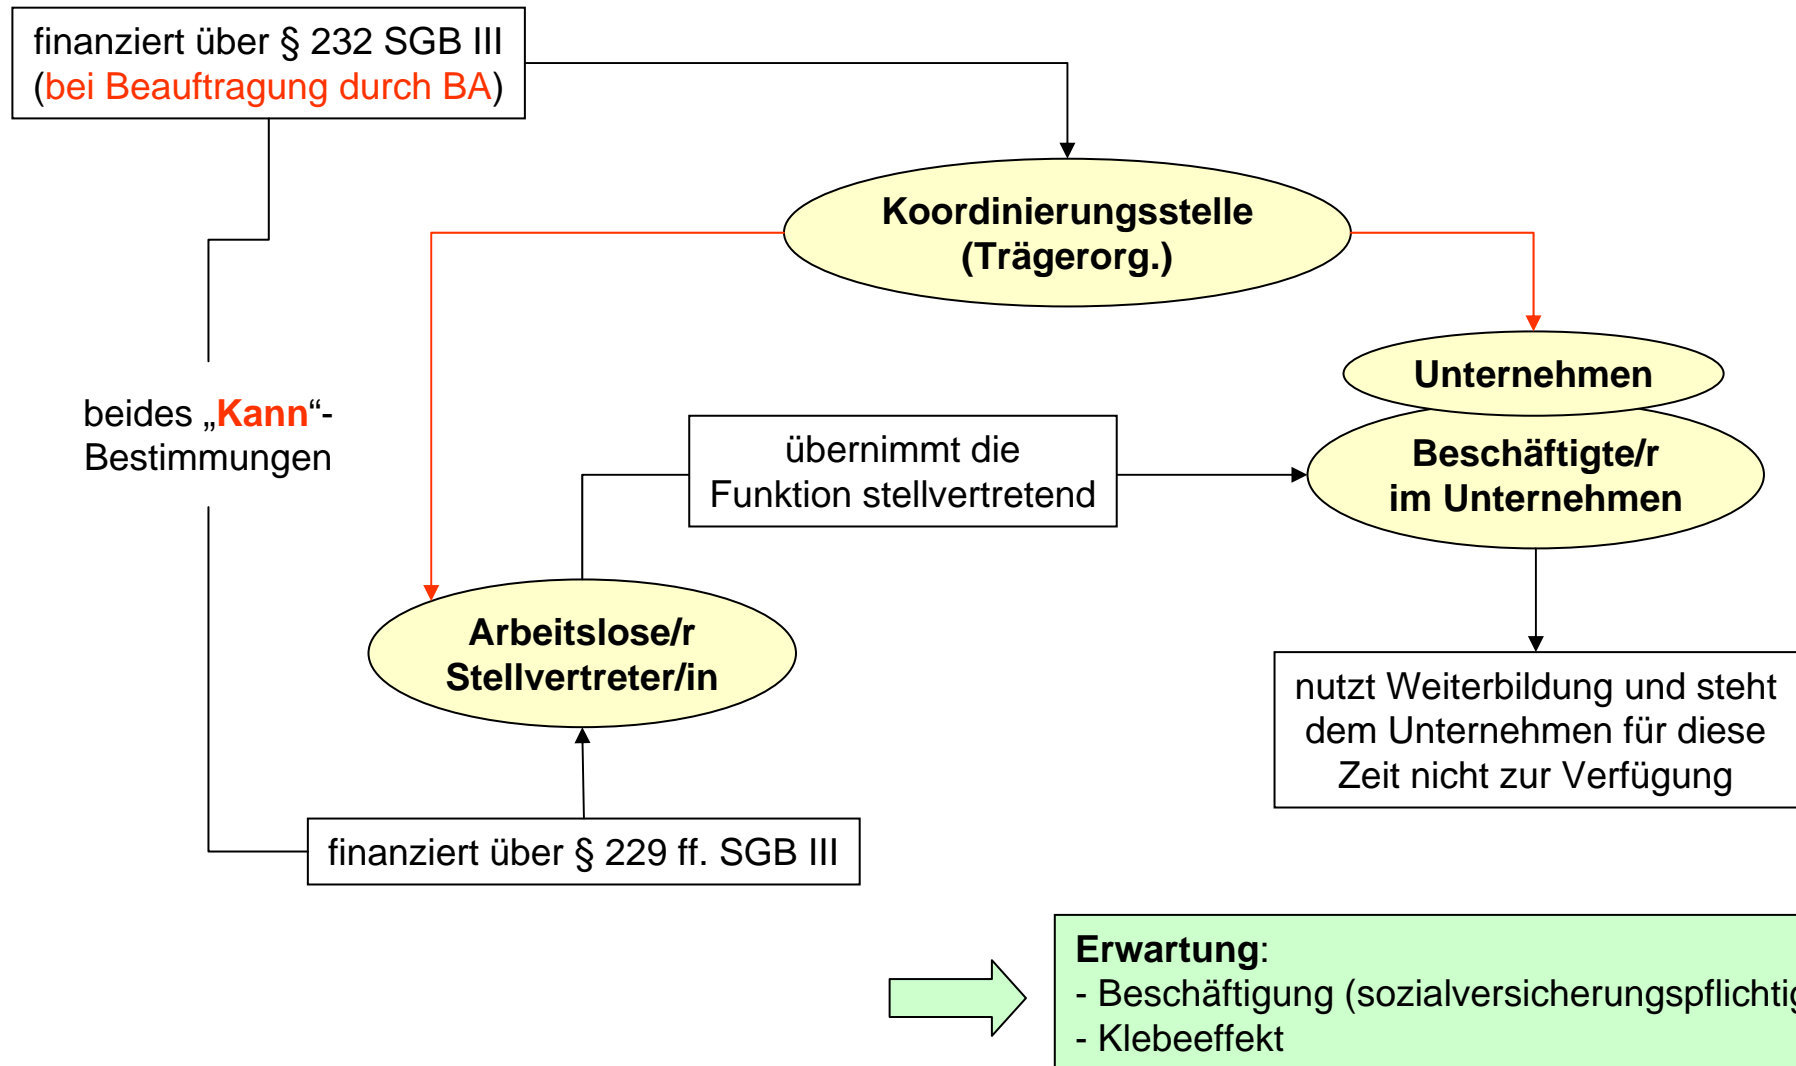 finanziert über § 232 SGB III
(bei Beauftragung durch BA)
Koordinierungsstelle
(Trägerorg.)
Unternehmen
beides „Kann“-
Bestimmungen
übernimmt die
Funktion stellvertretend
Beschäftigte/r
im Unternehmen
Arbeitslose/r
Stellvertreter/in
nutzt Weiterbildung und steht
dem Unternehmen für diese
Zeit nicht zur Verfügung
finanziert über § 229 ff. SGB III
Erwartung:
- Beschäftigung (sozialversicherungspflichtig
- Klebeeffekt